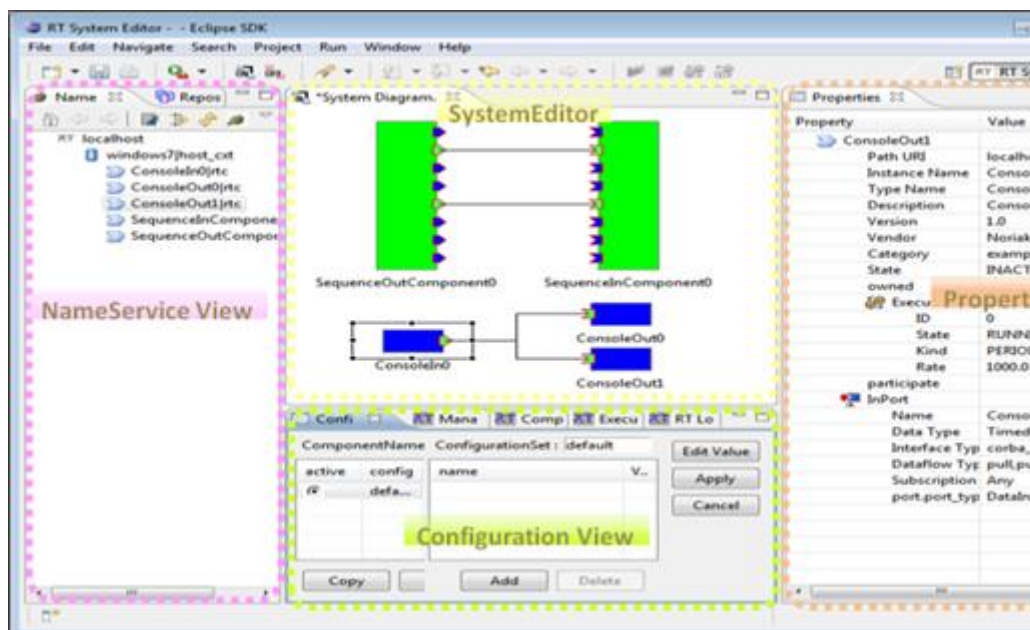 RT System Editor - - Eclipse SDK
File Edit Navigate Search Project Run Window Help
RT S
Name
Repos
RT localhost
windows7|host_cxt
ConsoleIn0|rtc
ConsoleOut0|rtc
ConsoleOut1|rtc
SequenceInCompone
SequenceOutCompor
NameService View
*System Diagram.
SystemEditor
SequenceOutComponent0
SequenceInComponent0
ConsoleIn0
ConsoleOut0
ConsoleOut1
Confi
RT Mana
RT Comp
RT Execu
RT RT Lo
ComponentName ConfigurationSet: default
Edit Value
active config
name V..
Apply
defa...
Cancel
Configuration View
Copy
Add
Delete
Properties
Property Value
ConsoleOut1
Path URI localho
Instance Name Conso
Type Name Conso
Description Conso
Version 1.0
Vendor Noriak
Category examp
State INACT
owned
Execu
Propert
ID 0
State RUNN
Kind PERIO
Rate 1000.0
participate
InPort
Name Conso
Data Type Timed
Interface Typ corba_
Dataflow Typ pull,pu
Subscription Any
port.port_typ DataIn